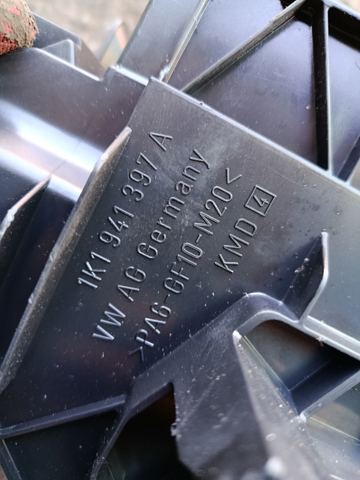 1K1 941 397 A
VW AG Germany
>PA6-GF10-M20<
KMD 4